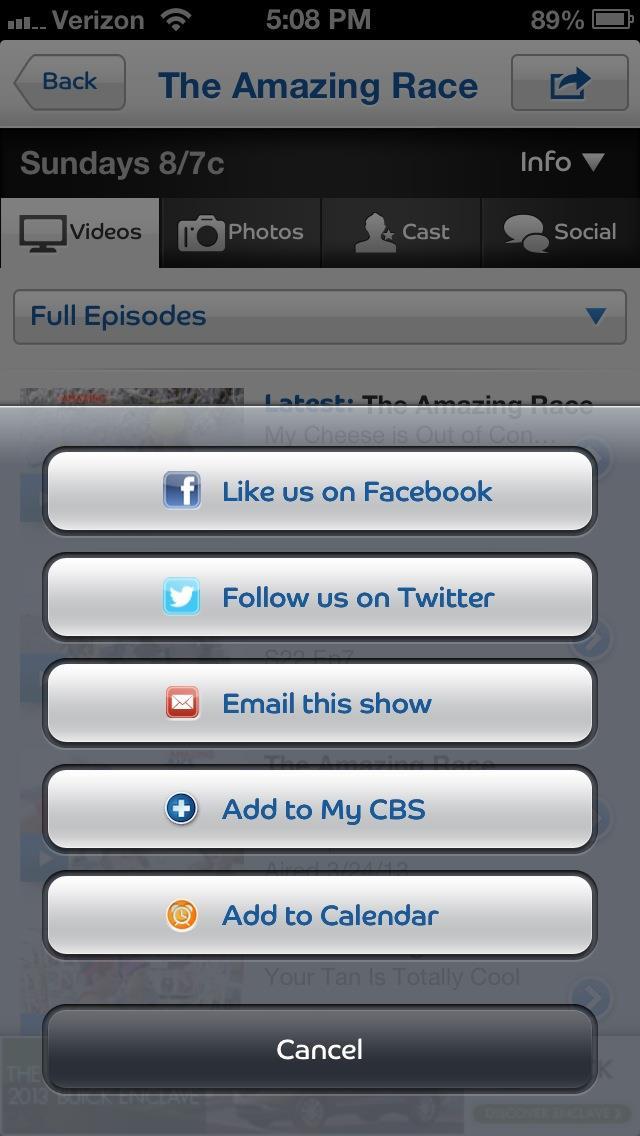 Verizon 5:08 PM 89%
Back The Amazing Race
Sundays 8/7c Info
Videos Photos Cast Social
Full Episodes
AMAZING
Latest: The Amazing Race
My Cheese is Out of Con...
f Like us on Facebook
Follow us on Twitter
S22 Ep7
Email this show
AMAZING
The Amazing Race
Add to My CBS
Aired 3/24/13
Add to Calendar
Your Tan Is Totally Cool
Cancel
THE
2013 BUICK ENCLAVE
DISCOVER ENCLAVE